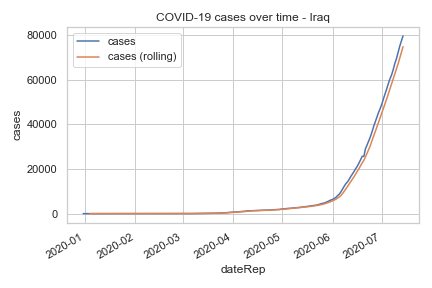 COVID-19 cases over time - Iraq
cases
cases (rolling)
80000
60000
40000
20000
0
cases
2020-01
2020-02
2020-03
2020-04
2020-05
2020-06
2020-07
dateRep